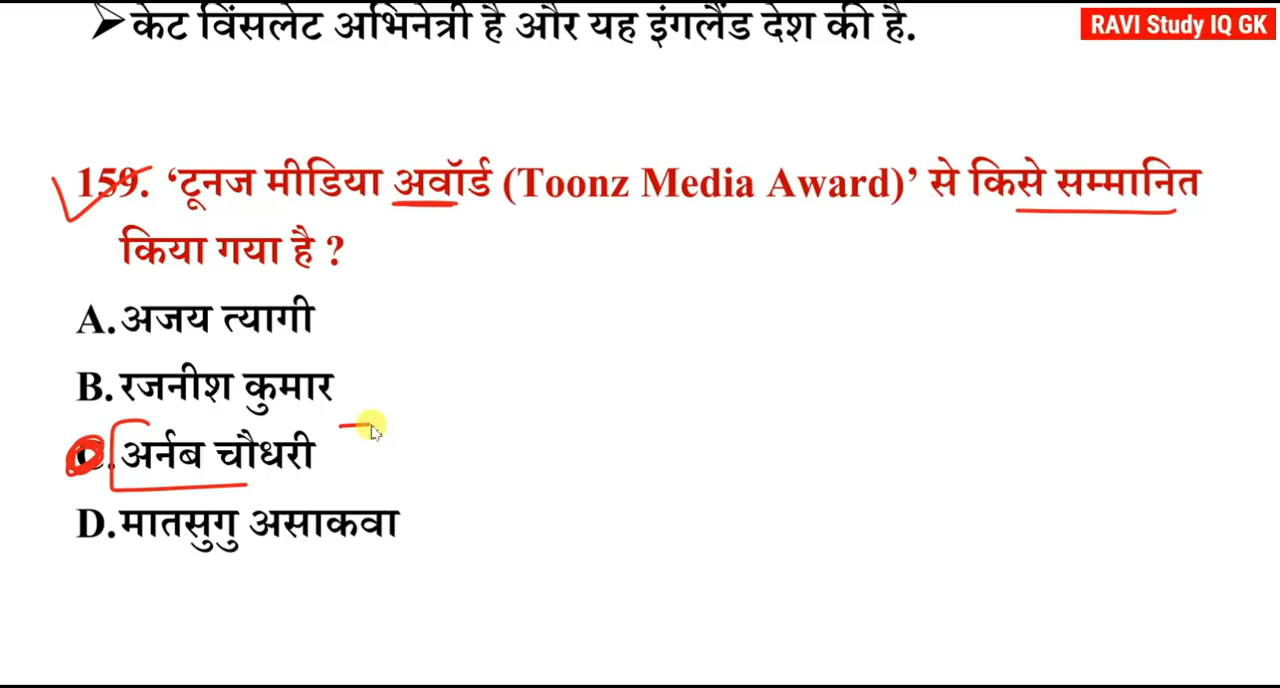 ➤केट विंसलेट अभिनेत्री है और यह इंगलैंड देश की है.
RAVI Study IQ GK
159. ‘टूनज मीडिया अवॉर्ड (Toonz Media Award)’ से किसे सम्मानित
किया गया है ?
A.अजय त्यागी
B.रजनीश कुमार
C.अर्नब चौधरी
D.मातसुगु असाकवा